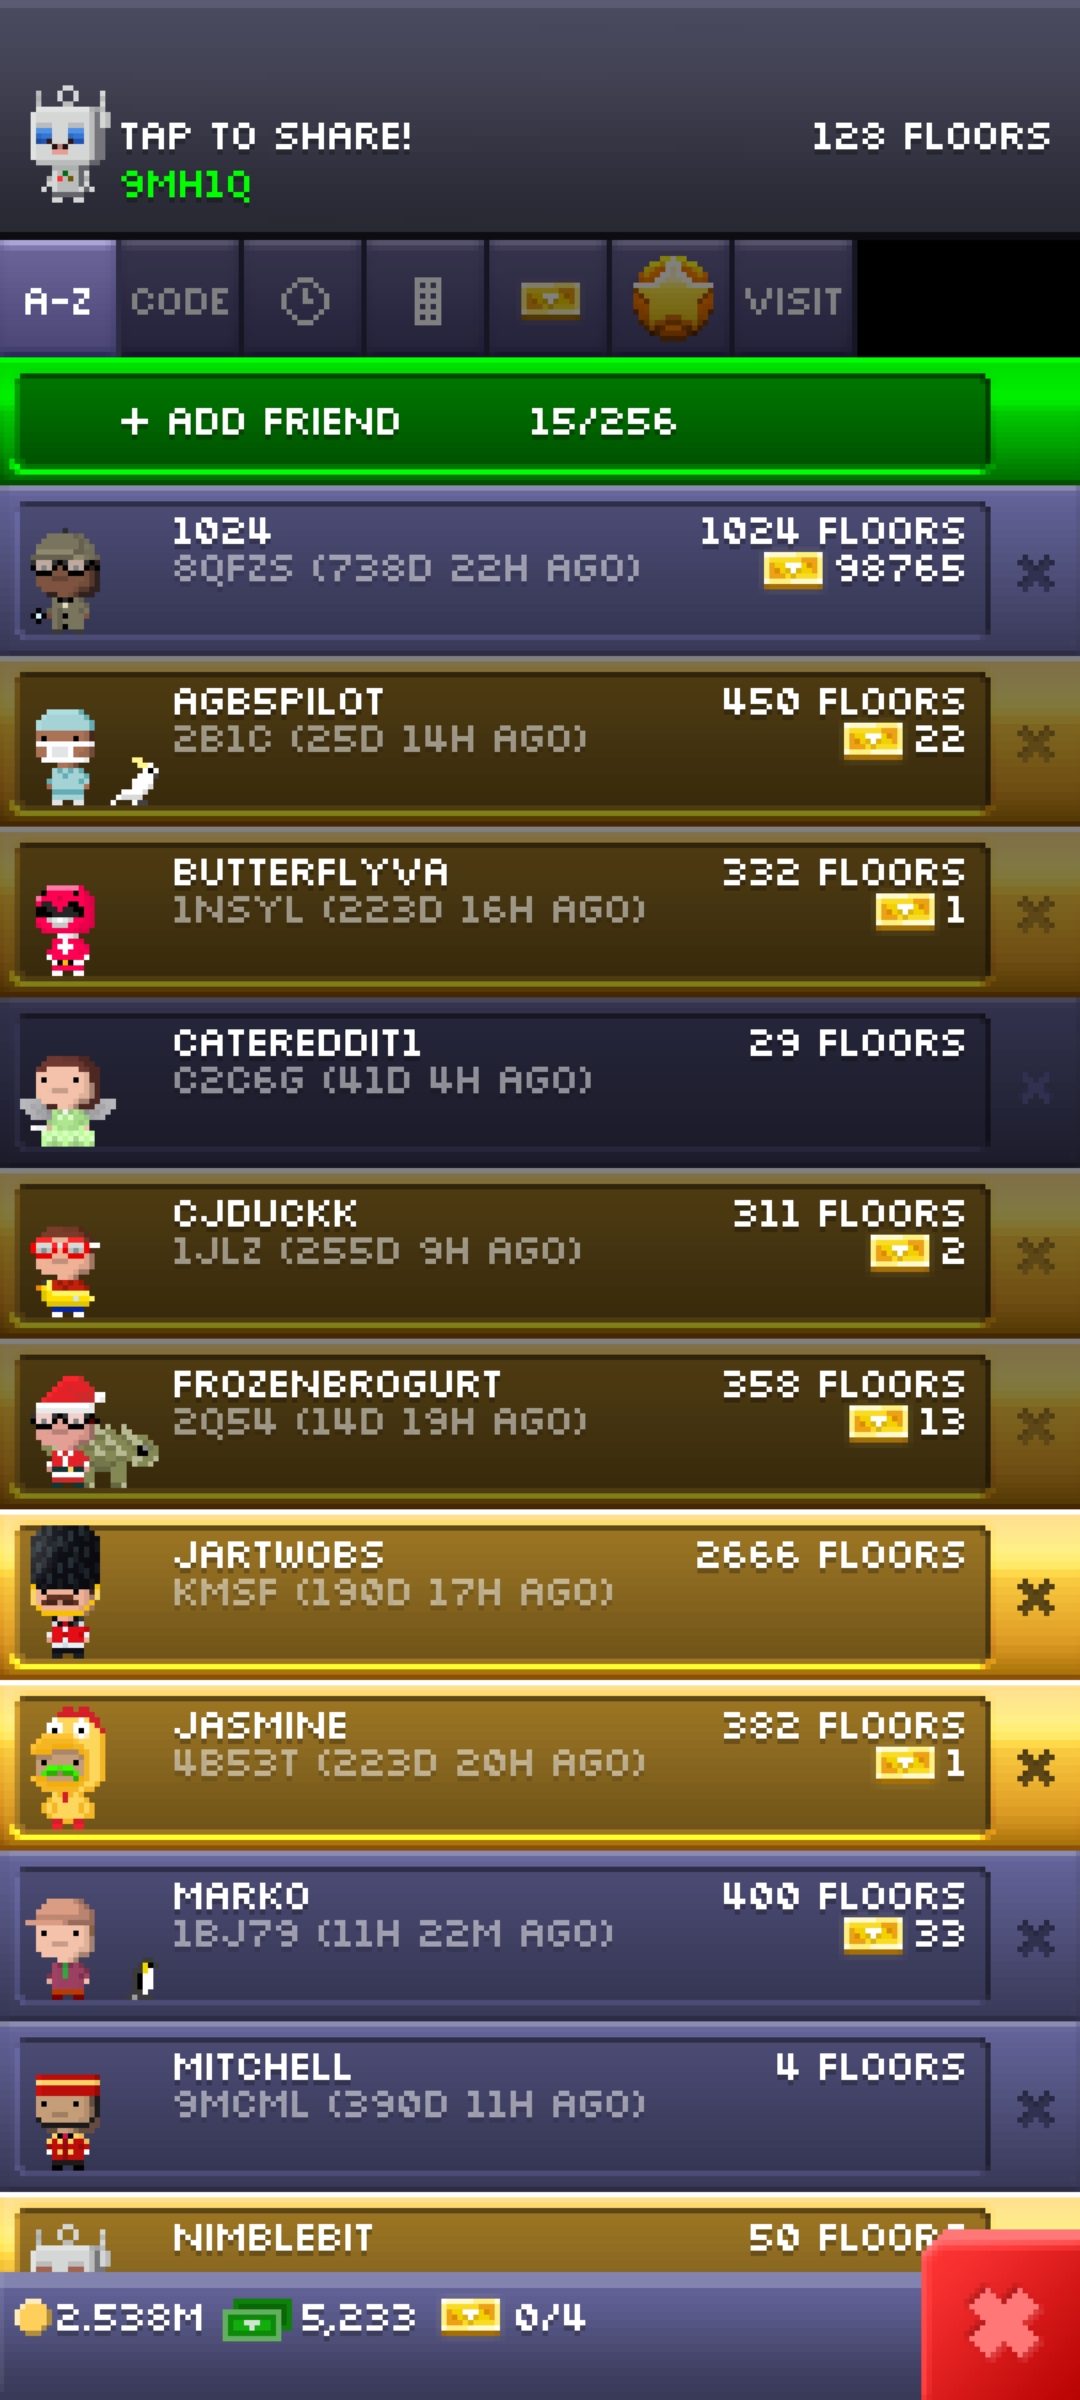 TAP TO SHARE! 128 FLOORS
9MH1Q
A-Z CODE VISIT
+ ADD FRIEND 15/256
1024 1024 FLOORS
8QFZS (738D 22H AGO) 98765
AGB5PILOT 450 FLOORS
2B1C (25D 14H AGO) 22
BUTTERFLYVA 332 FLOORS
1NSYL (223D 16H AGO) 1
CATEREDDIT1 29 FLOORS
C2C6G (41D 4H AGO)
CJDUCKK 311 FLOORS
1JLZ (255D 9H AGO) 2
FROZENBROGURT 358 FLOORS
2Q54 (14D 19H AGO) 13
JARTWOBS 2666 FLOORS
KMSF (190D 17H AGO)
JASMINE 382 FLOORS
4B53T (223D 20H AGO) 1
MARKO 400 FLOORS
1BJ79 (11H 22M AGO) 33
MITCHELL 4 FLOORS
9MCML (390D 11H AGO)
NIMBLEBIT 50 FLOORS
2.538M 5,233 0/4